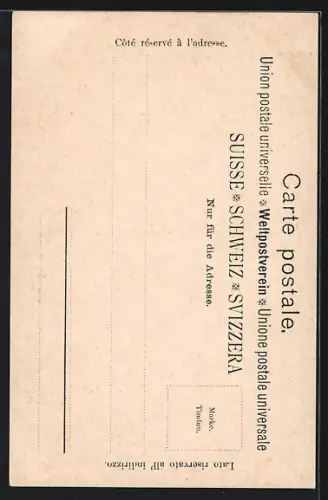 Carte postale.
Union postale universelle ✵ Weltpostverein ✵ Unione postale universale
SUISSE ✵ SCHWEIZ ✵ SVIZZERA
Nur für die Adresse.
Côté réservé à l'adresse.
Lato riservato all' indirizzo.
Marke.
Timbre.